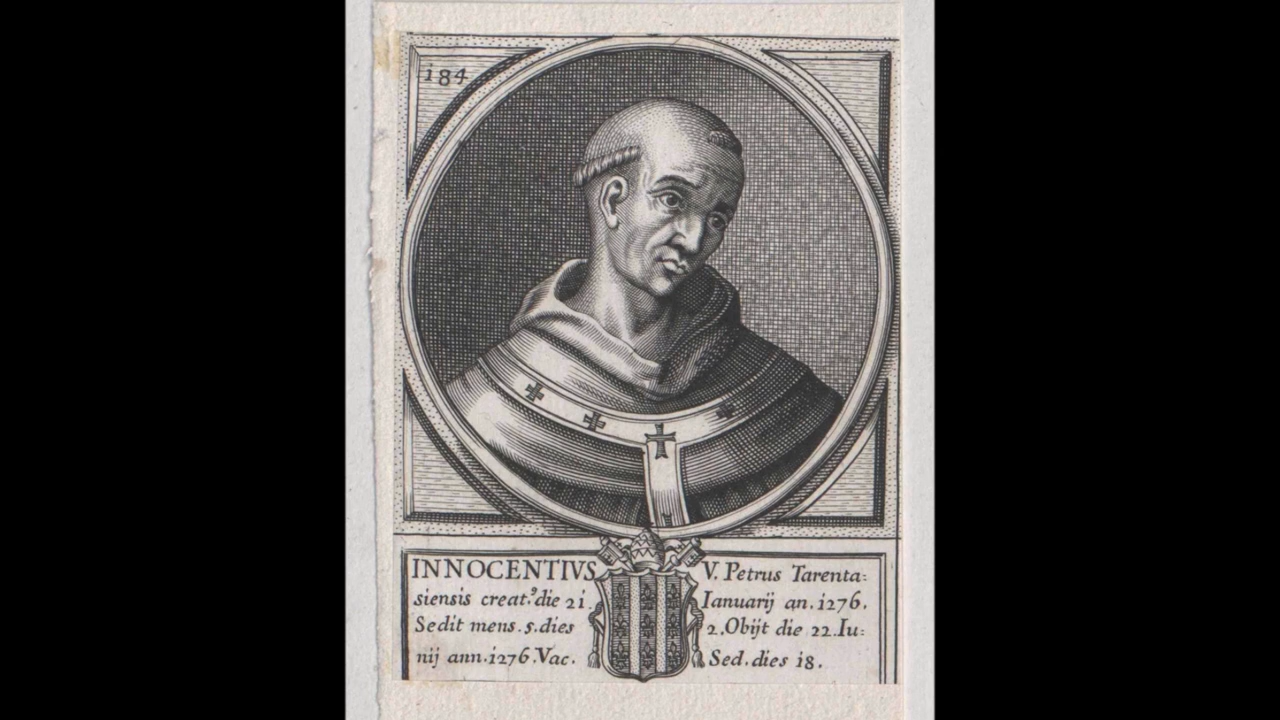 184
INNOCENTIVS V. Petrus Tarenta:
siensis creat.⁹ die 21. Ianuarij an. 1276.
Sedit mens. 5. dies 2. Obijt die 22. Iu:
nij ann. 1276. Vac. Sed. dies 18.